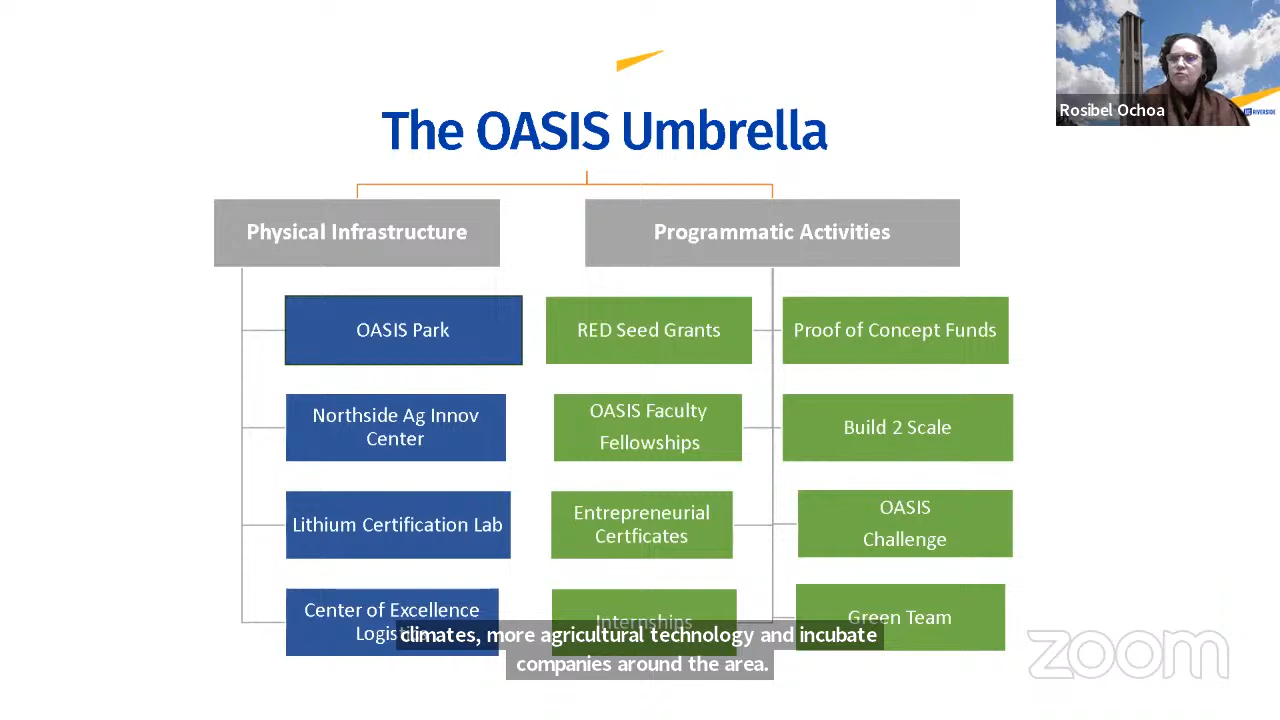 The OASIS Umbrella
Rosibel Ochoa
RIVERSIDE
Physical Infrastructure
Programmatic Activities
OASIS Park
RED Seed Grants
Proof of Concept Funds
Northside Ag Innov
Center
OASIS Faculty
Fellowships
Build 2 Scale
Lithium Certification Lab
Entrepreneurial
Certficates
OASIS
Challenge
Center of Excellence
Logistics
Internships
Green Team
climates, more agricultural technology and incubate
companies around the area.
zoom